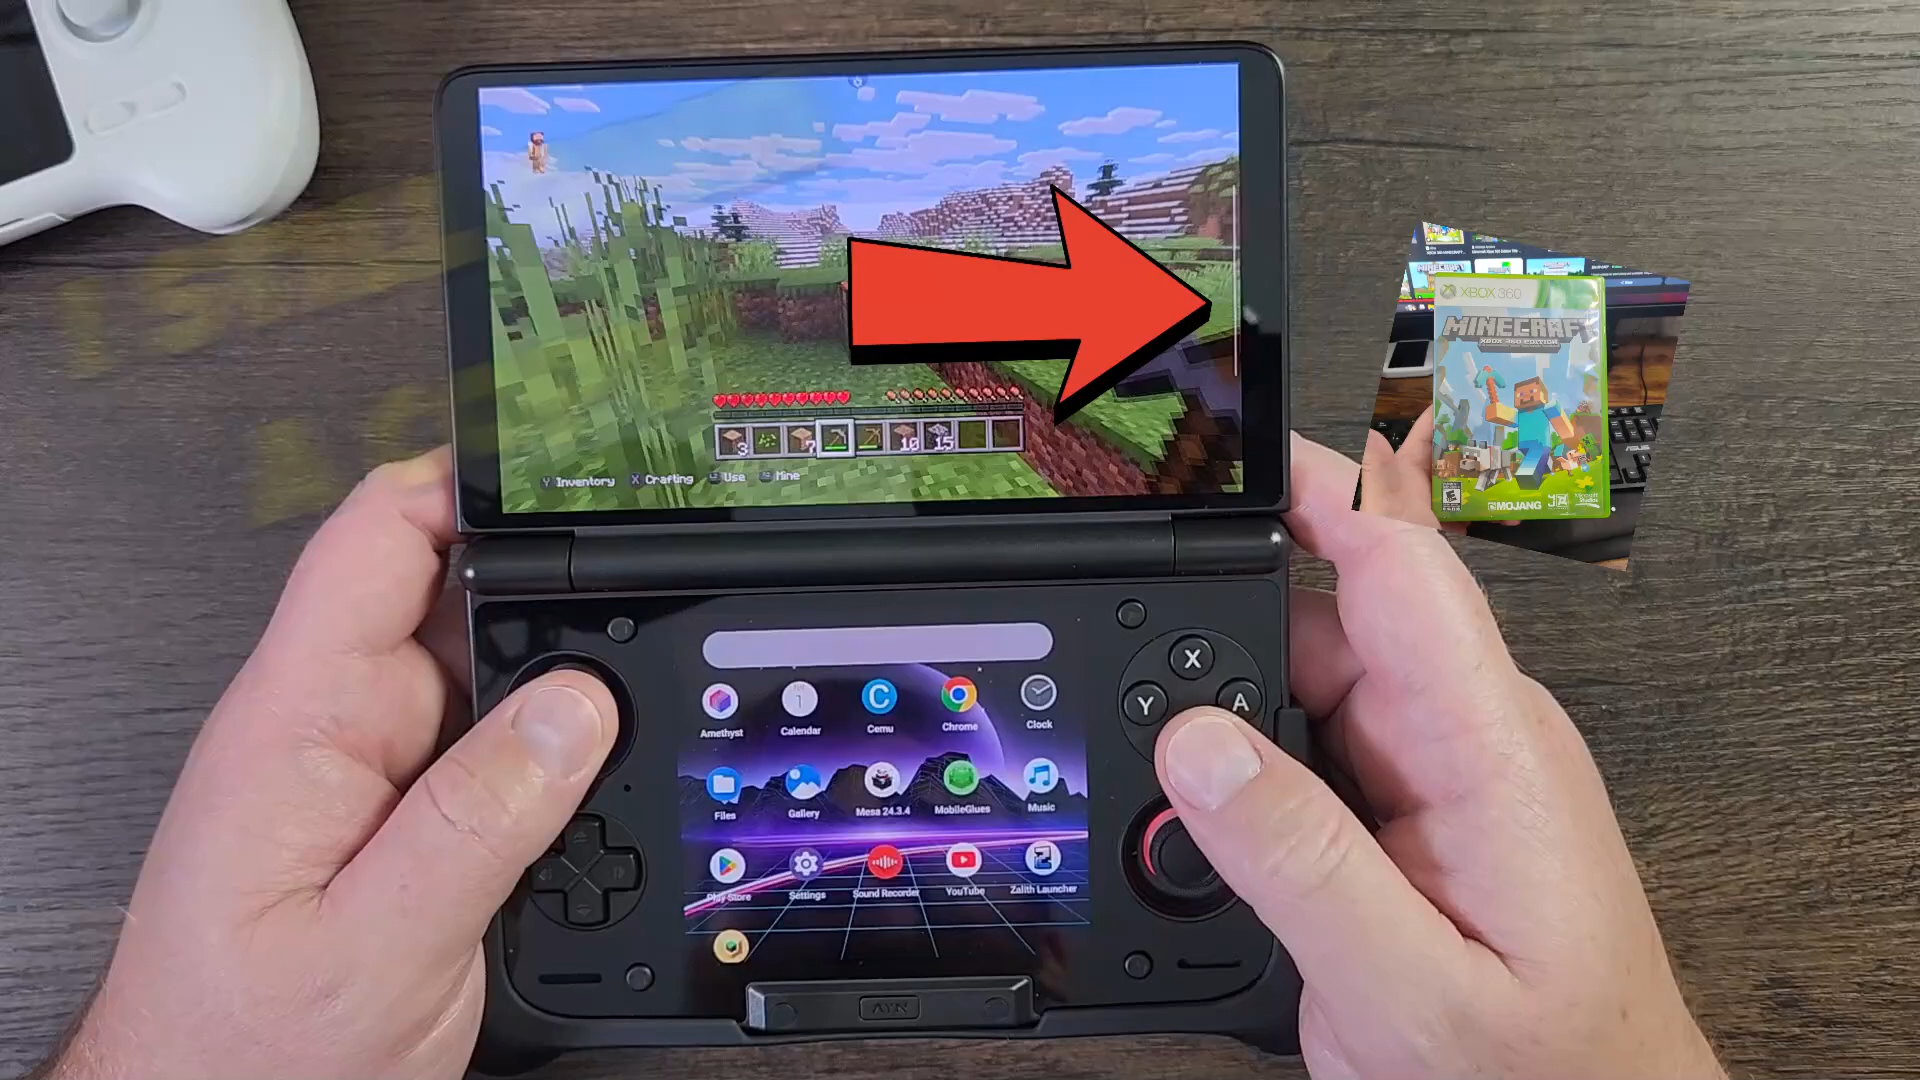 3
7
10
15
Y Inventory X Crafting Use Mine
XBOX 360
MINECRAFT
XBOX 360 EDITION
MOJANG
ASUS
X
Y
A
Amethyst
Calendar
Cemu
Chrome
Clock
Files
Gallery
Mesa 24.3.4
MobileGlues
Music
Play Store
Settings
Sound Recorder
YouTube
Zalith Launcher
AYN